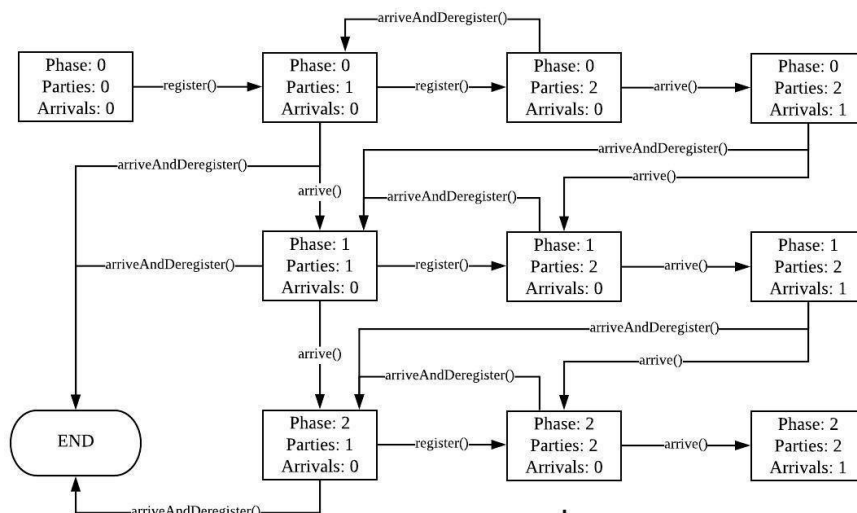 arriveAndDeregister()
Phase: 0
Parties: 0
Arrivals: 0
register()
Phase: 0
Parties: 1
Arrivals: 0
register()
Phase: 0
Parties: 2
Arrivals: 0
arrive()
Phase: 0
Parties: 2
Arrivals: 1
arriveAndDeregister()
arriveAndDeregister()
arrive()
arrive()
arriveAndDeregister()
arriveAndDeregister()
Phase: 1
Parties: 1
Arrivals: 0
register()
Phase: 1
Parties: 2
Arrivals: 0
arrive()
Phase: 1
Parties: 2
Arrivals: 1
arriveAndDeregister()
arrive()
arrive()
arriveAndDeregister()
END
Phase: 2
Parties: 1
Arrivals: 0
register()
Phase: 2
Parties: 2
Arrivals: 0
arrive()
Phase: 2
Parties: 2
Arrivals: 1
arriveAndDeregister()